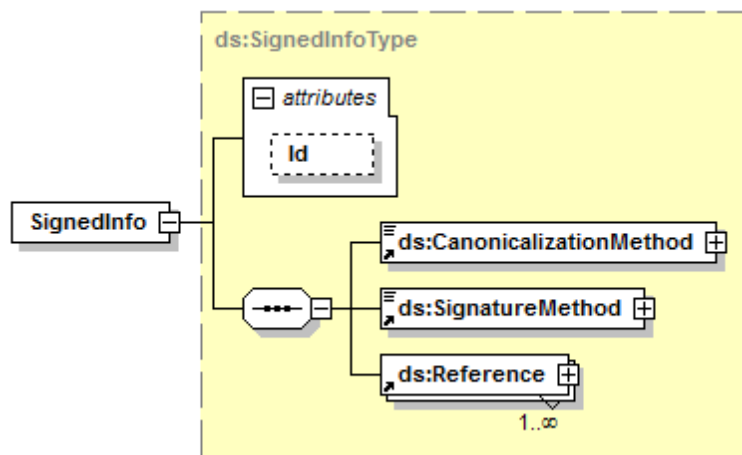 ds:SignedInfoType
attributes
Id
SignedInfo
ds:CanonicalizationMethod
ds:SignatureMethod
ds:Reference
1..∞